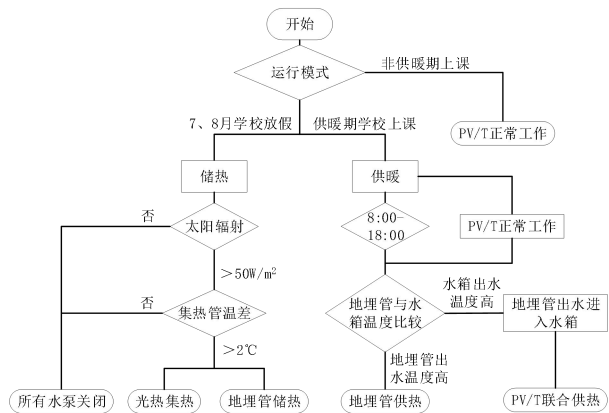 开始
运行模式
非供暖期上课
PV/T正常工作
7、8月学校放假
供暖期学校上课
储热
供暖
否
太阳辐射
8:00-
18:00
PV/T正常工作
>50W/m²
否
集热管温差
地埋管与水
箱温度比较
水箱出水
温度高
地埋管出水进
入水箱
>2℃
地埋管出
水温度高
所有水泵关闭
光热集热
地埋管储热
地埋管供热
PV/T联合供热